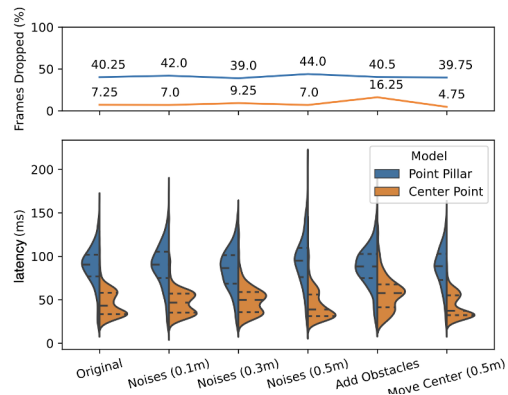 Frames Dropped (%)
100
50
0
40.25 42.0 39.0 44.0 40.5 39.75
7.25 7.0 9.25 7.0 16.25 4.75
latency (ms)
200
150
100
50
0
Model
Point Pillar
Center Point
Original
Noises (0.1m)
Noises (0.3m)
Noises (0.5m)
Add Obstacles
Move Center (0.5m)